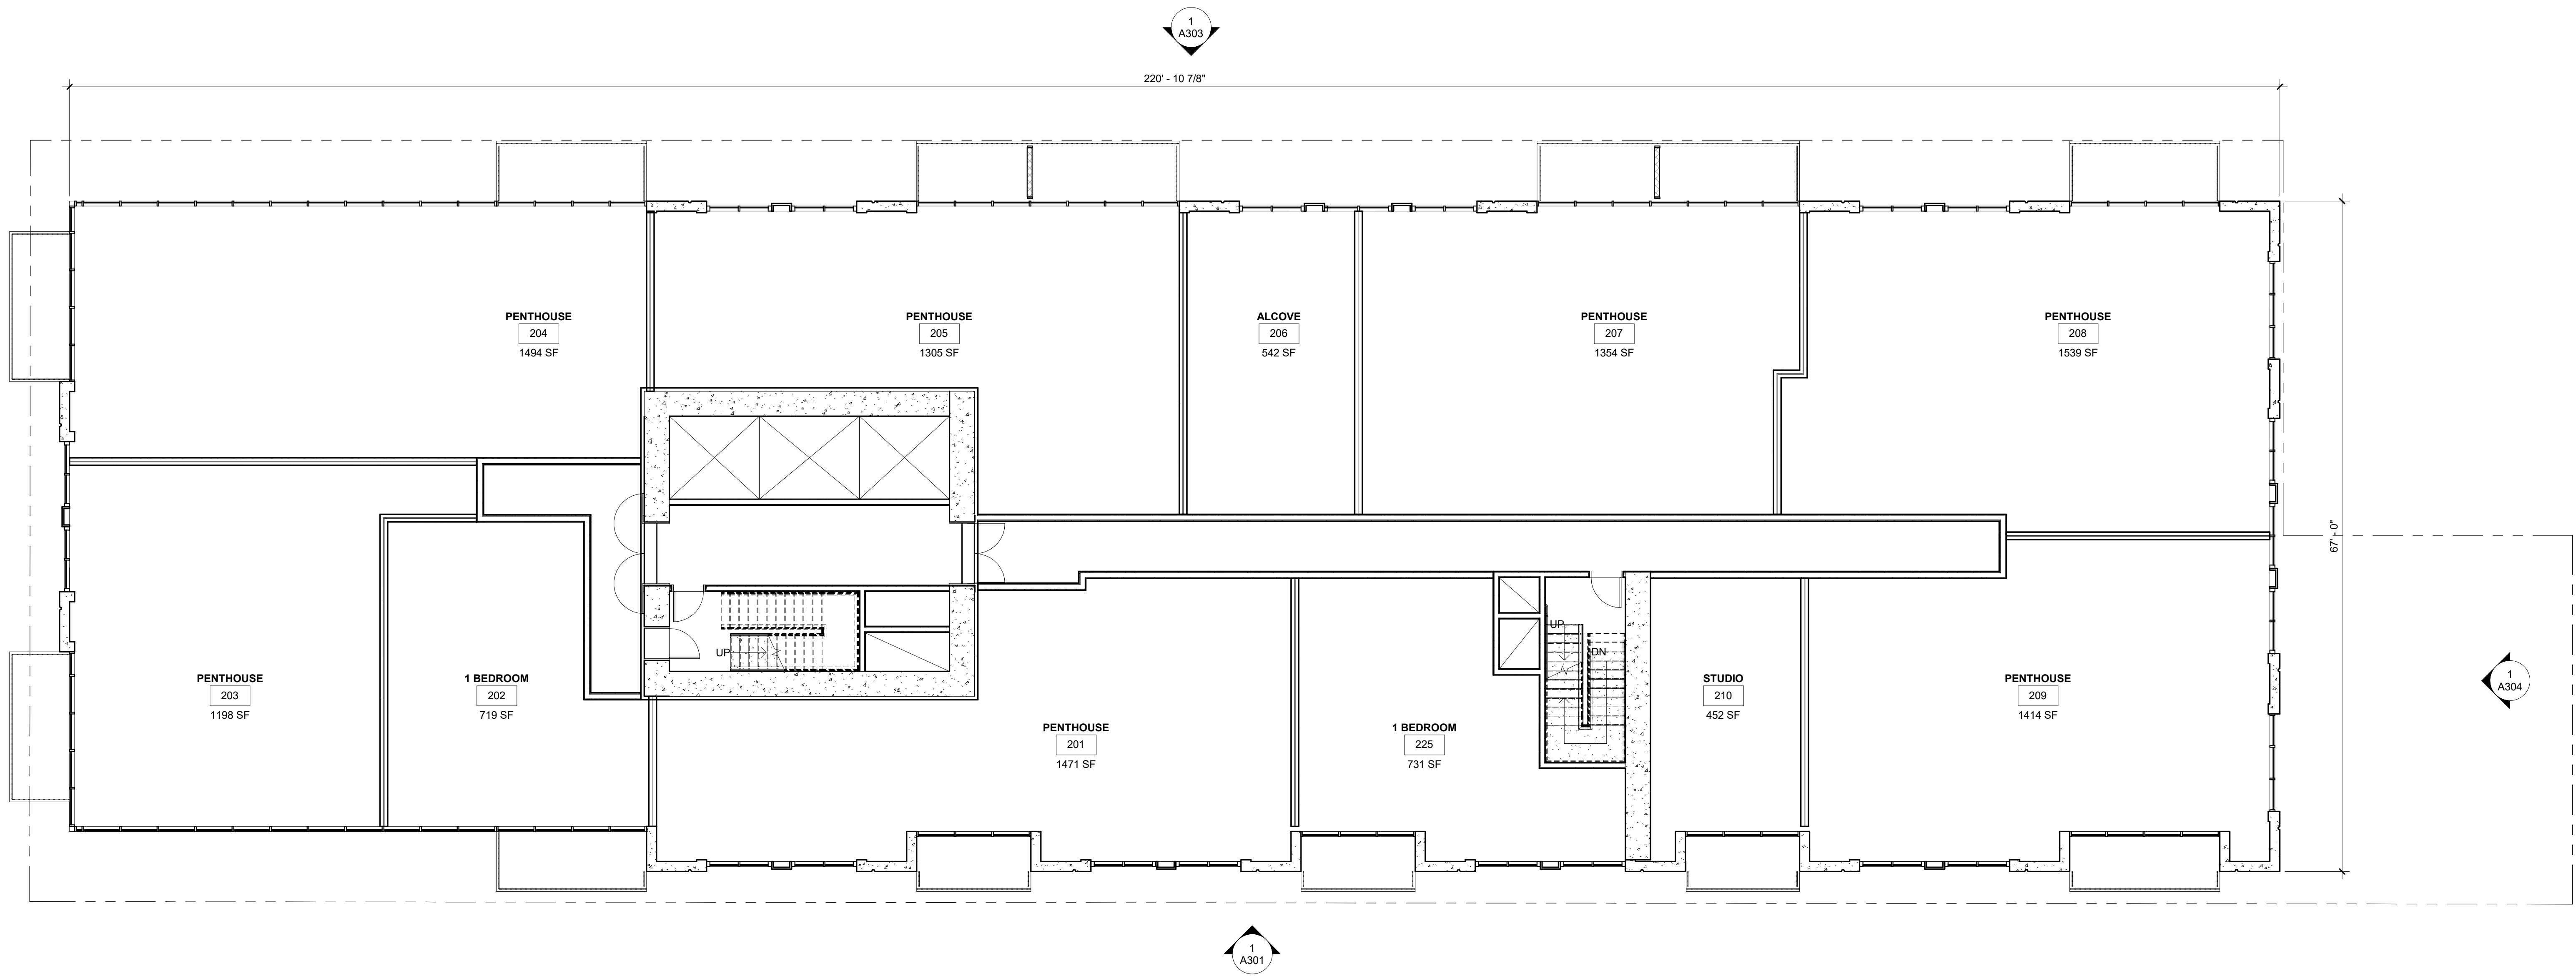 1
A303
220' - 10 7/8"
PENTHOUSE
204
1494 SF
PENTHOUSE
205
1305 SF
ALCOVE
206
542 SF
PENTHOUSE
207
1354 SF
PENTHOUSE
208
1539 SF
67' - 0"
PENTHOUSE
203
1198 SF
1 BEDROOM
202
719 SF
UP
PENTHOUSE
201
1471 SF
1 BEDROOM
225
731 SF
UP
DN
STUDIO
210
452 SF
PENTHOUSE
209
1414 SF
1
A304
1
A301